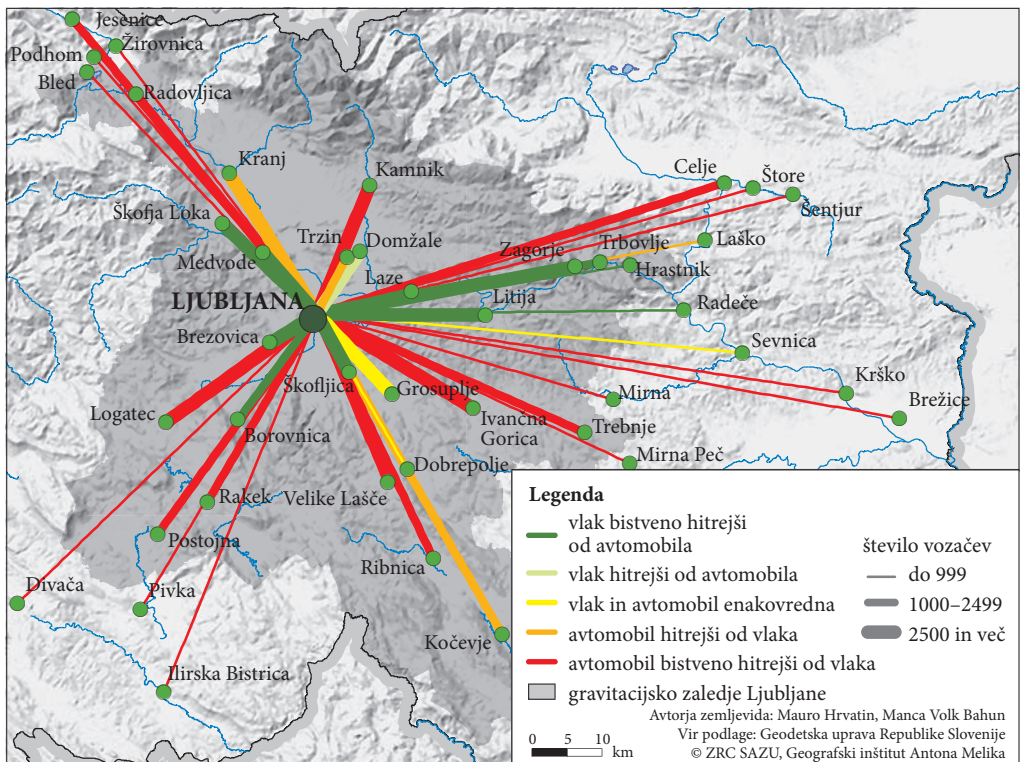 Jesenice
Žirovnica
Podhom
Bled
Radovljica
Kranj
Kamnik
Celje
Štore
Šentjur
Škofja Loka
Trzin
Domžale
Laško
Zagorje
Trbovlje
Hrastnik
Medvode
Laze
LJUBLJANA
Litija
Radeče
Brezovica
Sevnica
Škofljica
Grosuplje
Krško
Mirna
Brežice
Logatec
Ivančna
Gorica
Borovnica
Trebnje
Dobrepolje
Mirna Peč
Rakek
Velike Lašče
Postojna
Ribnica
Divača
Pivka
Kočevje
Ilirska Bistrica
Legenda
vlak bistveno hitrejši
od avtomobila
vlak hitrejši od avtomobila
vlak in avtomobil enakovredna
avtomobil hitrejši od vlaka
avtomobil bistveno hitrejši od vlaka
gravitacijsko zaledje Ljubljane
število vozačev
do 999
1000–2499
2500 in več
0 5 10
km
Avtorja zemljevida: Mauro Hrvatin, Manca Volk Bahun
Vir podlage: Geodetska uprava Republike Slovenije
© ZRC SAZU, Geografski inštitut Antona Melika